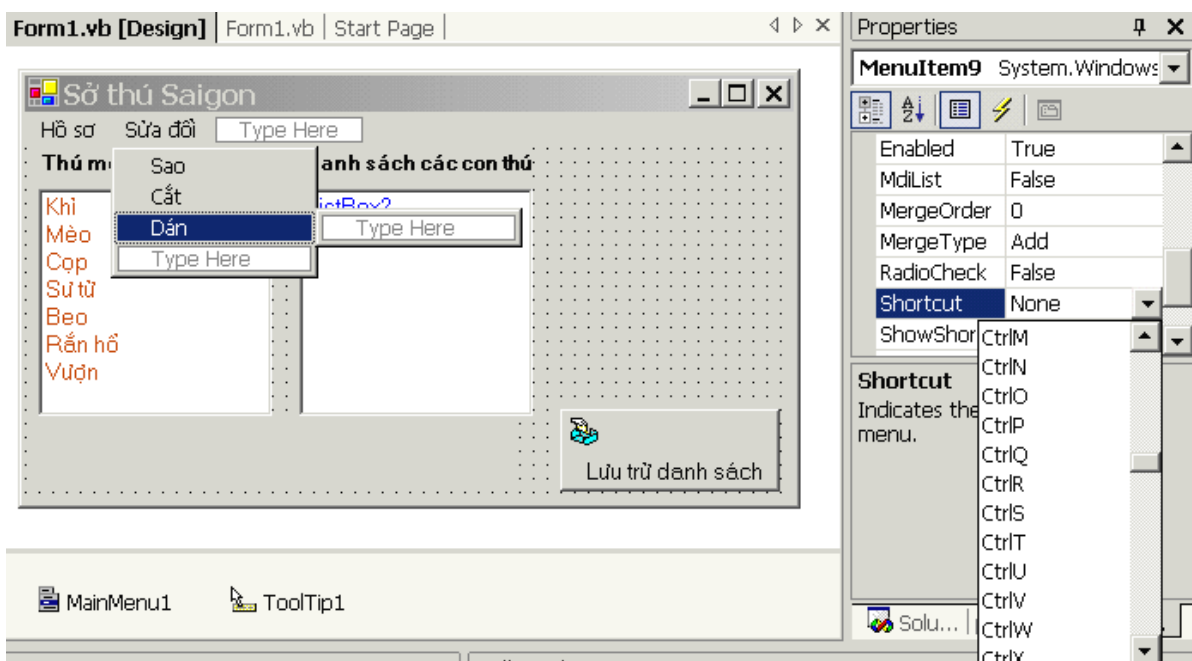 Form1.vb [Design] Form1.vb Start Page
Sở thú Saigon
Hồ sơ Sửa đổi Type Here
Thú m anh sách các con thú
Sao
Cắt
Dán Type Here
Type Here
ListBox2
Khỉ
Mèo
Cọp
Sư tử
Beo
Rắn hổ
Vượn
Lưu trữ danh sách
MainMenu1 ToolTip1
Properties
MenuItem9 System.Windows
Enabled True
MdiList False
MergeOrder 0
MergeType Add
RadioCheck False
Shortcut None
ShowShor
CtrlM
CtrlN
CtrlO
CtrlP
CtrlQ
CtrlR
CtrlS
CtrlT
CtrlU
CtrlV
CtrlW
CtrlX
Shortcut
Indicates the
menu.
Solu...